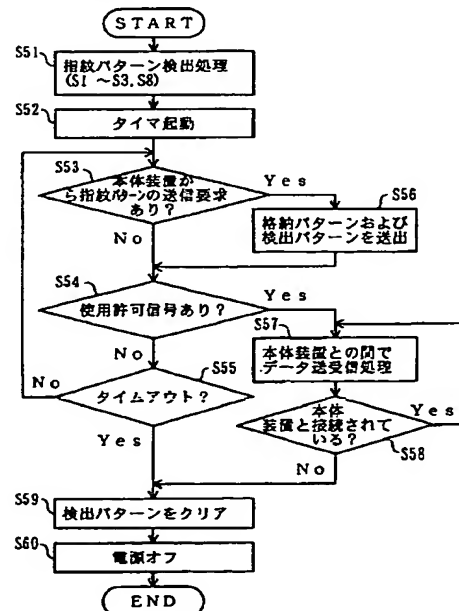 START
S51
指紋パターン検出処理
(S1 ～S3,S8)
S52
タイマ起動
S53
本体装置か
ら指紋パターンの送信要求
あり？
Yes
No
S56
格納パターンおよび
検出パターンを送出
S54
使用許可信号あり？
Yes
No
S57
本体装置との間で
データ送受信処理
S55
タイムアウト？
No
Yes
本体
装置と接続されて
いる？
Yes
S58
No
S59
検出パターンをクリア
S60
電源オフ
END